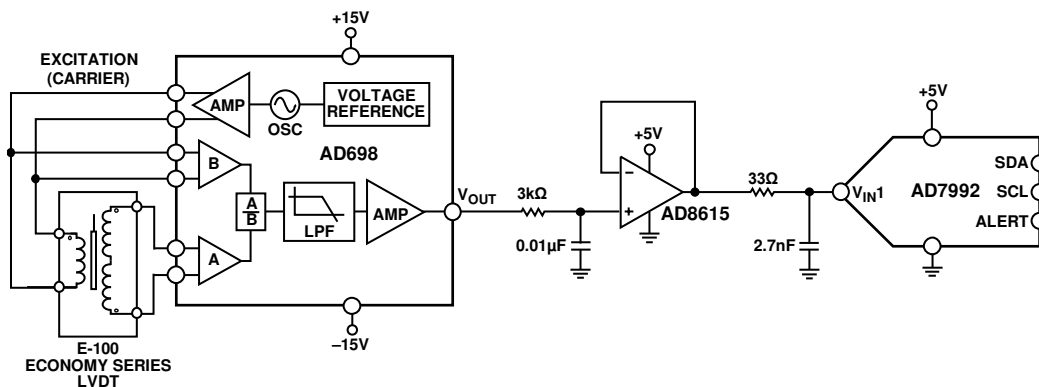 +15V
EXCITATION
(CARRIER)
AMP
OSC
VOLTAGE
REFERENCE
AD698
B
A
B
A
LPF
AMP
VOUT
–15V
E-100
ECONOMY SERIES
LVDT
3kΩ
0.01µF
+5V
–
+
AD8615
33Ω
2.7nF
+5V
VIN1
AD7992
SDA
SCL
ALERT